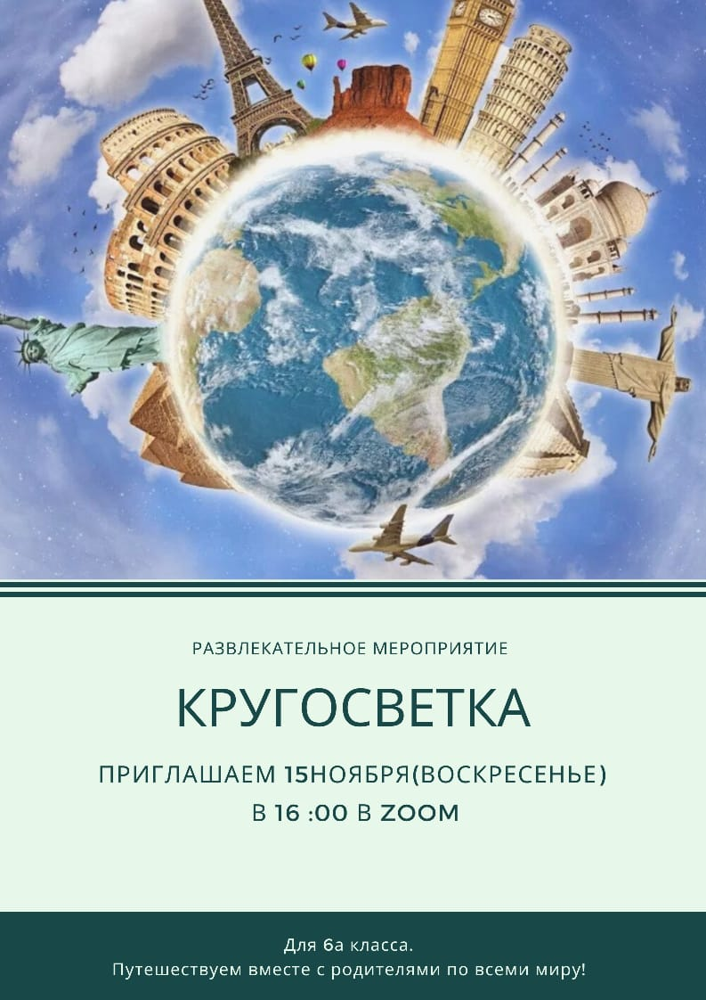 РАЗВЛЕКАТЕЛЬНОЕ МЕРОПРИЯТИЕ
КРУГОСВЕТКА
ПРИГЛАШАЕМ 15НОЯБРЯ(ВОСКРЕСЕНЬЕ)
В 16 :00 В ZOOM
Для 6а класса.
Путешествуем вместе с родителями по всеми миру!